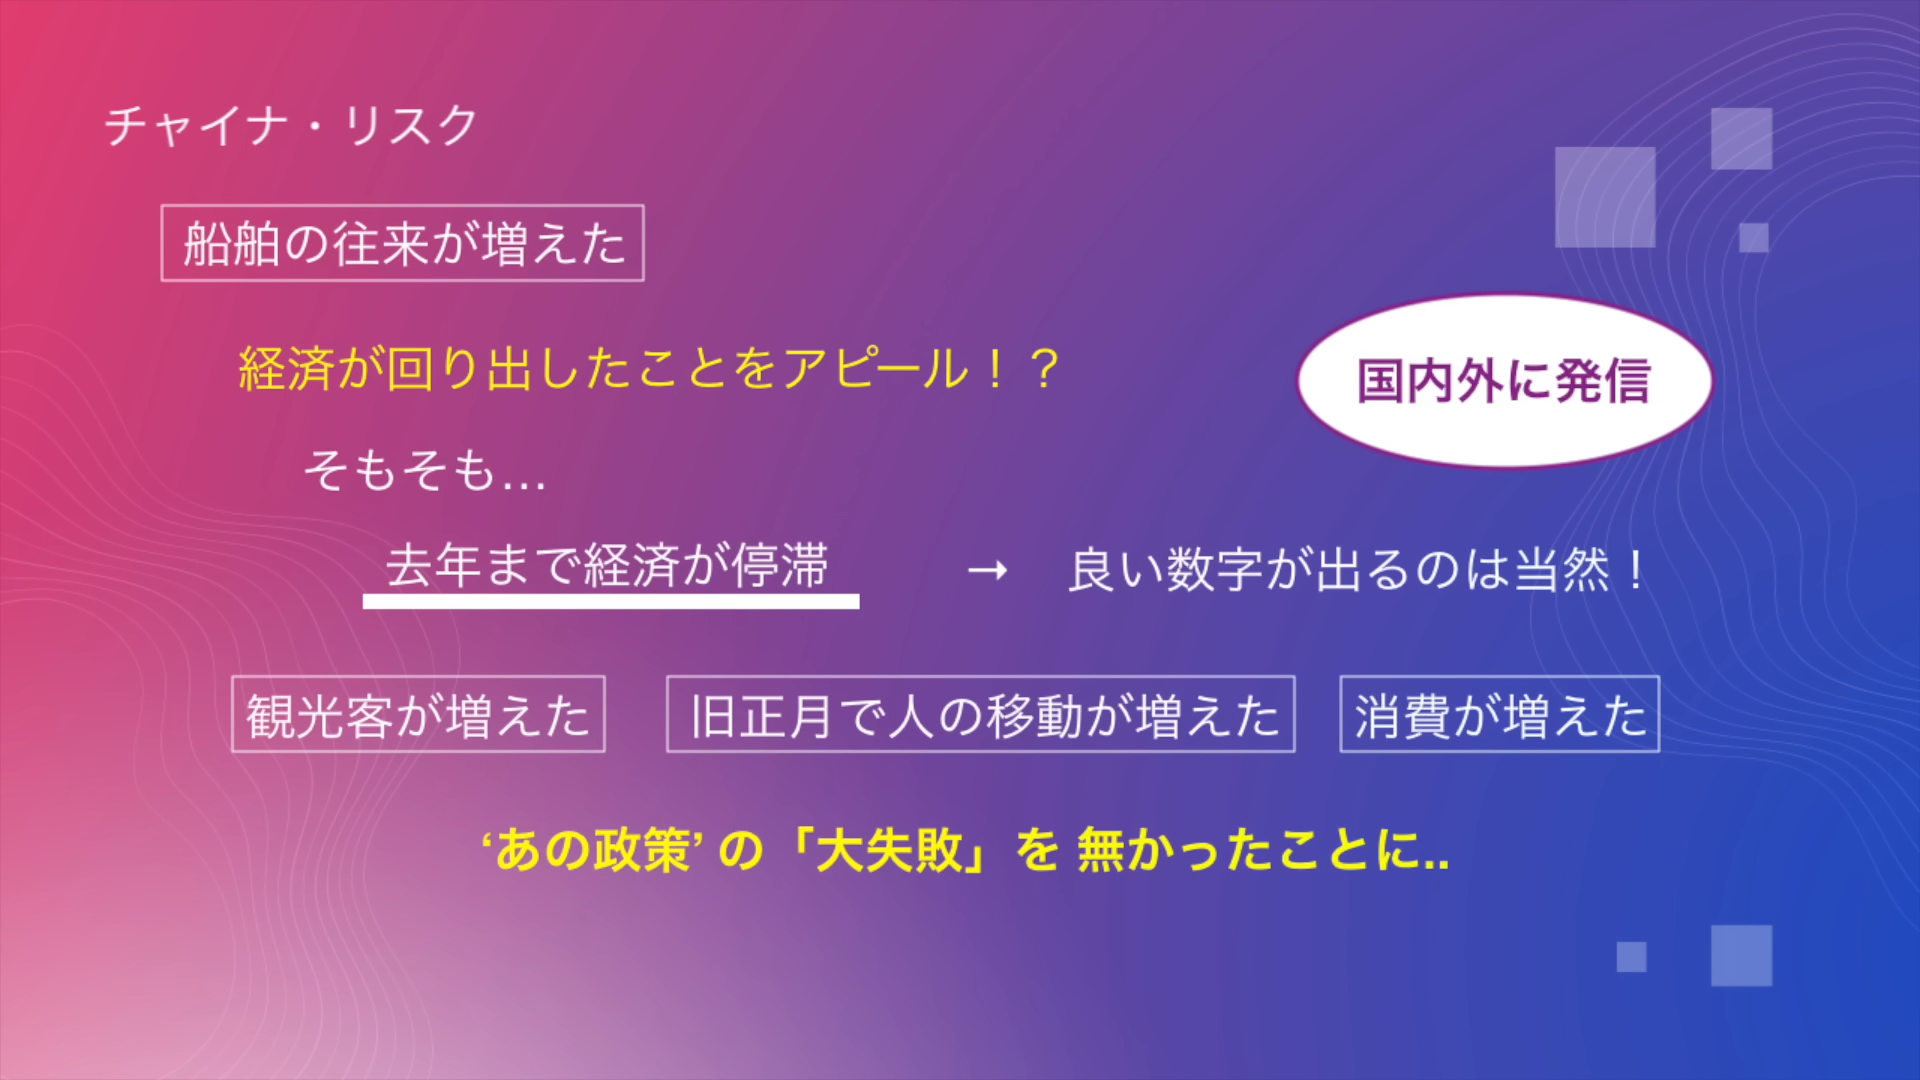 チャイナ・リスク
船舶の往来が増えた
経済が回り出したことをアピール！？
国内外に発信
そもそも…
去年まで経済が停滞 → 良い数字が出るのは当然！
観光客が増えた 旧正月で人の移動が増えた 消費が増えた
‘あの政策’ の「大失敗」を 無かったことに..